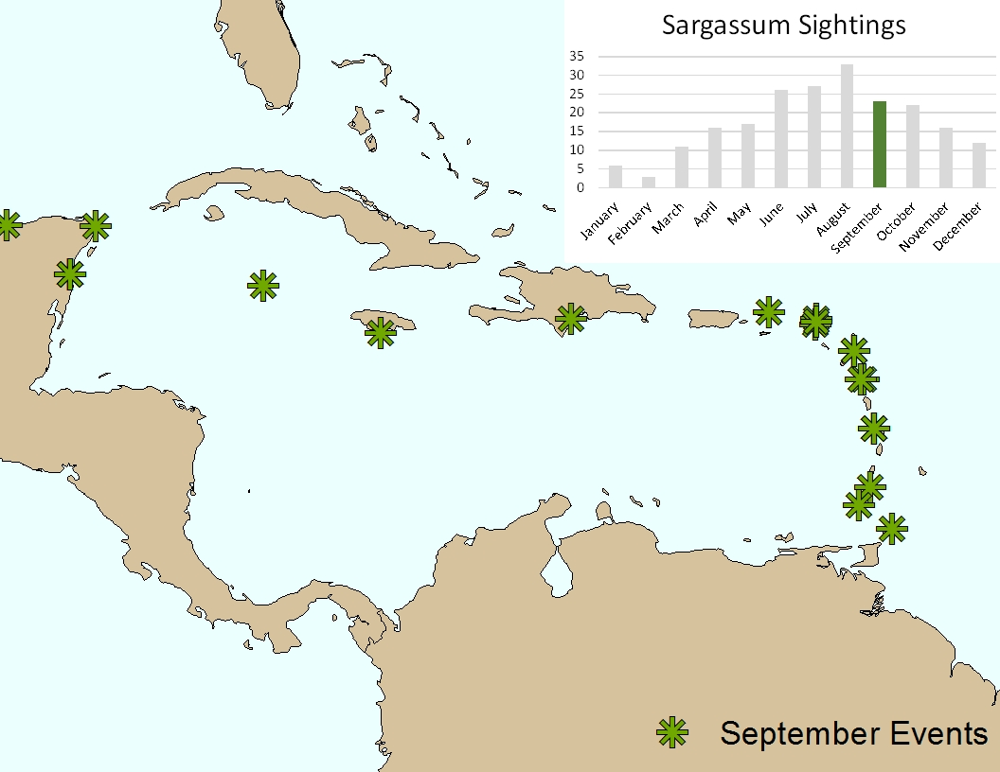 Sargassum Sightings
35
30
25
20
15
10
5
0
January
February
March
April
May
June
July
August
September
October
November
December
September Events